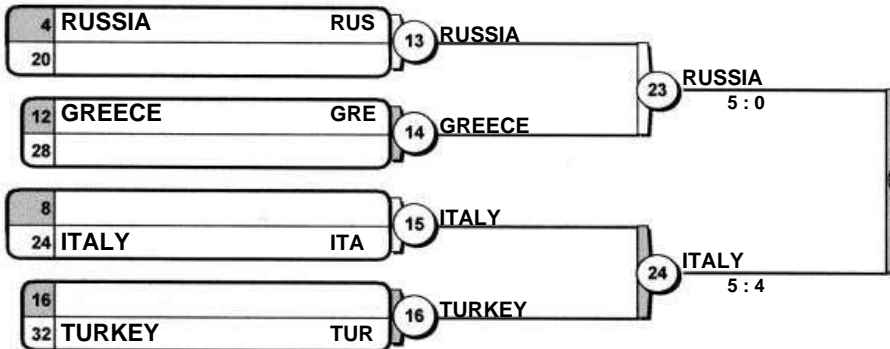 4 RUSSIA RUS
13 RUSSIA
20
23 RUSSIA
5 : 0
12 GREECE GRE
14 GREECE
28
8
15 ITALY
24 ITALY ITA
24 ITALY
5 : 4
16
16 TURKEY
32 TURKEY TUR